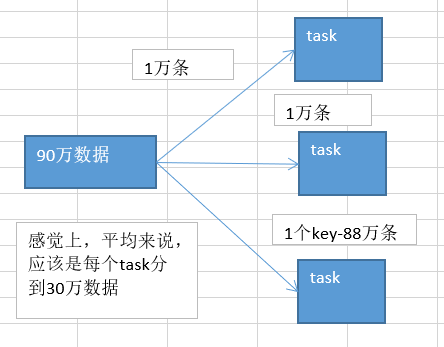 task
1万条
1万条
90万数据
task
1个key-88万条
感觉上，平均来说，
应该是每个task分
到30万数据
task